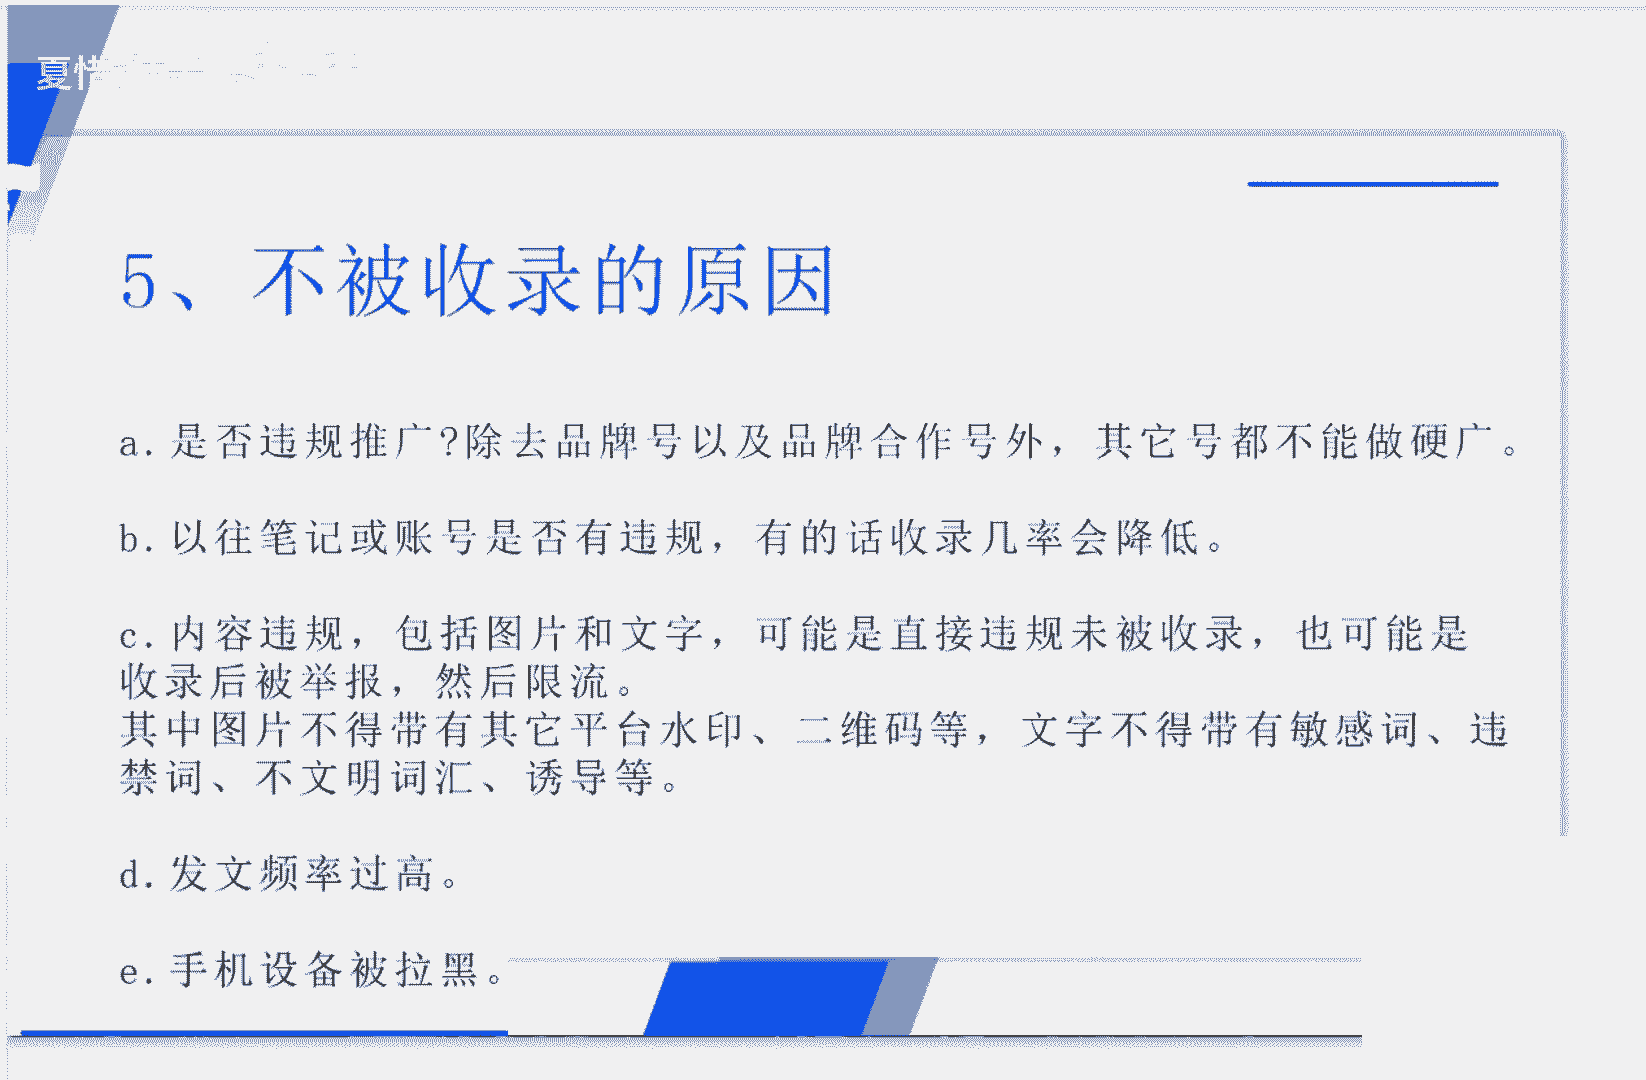 夏惜
5、不被收录的原因
a.是否违规推广?除去品牌号以及品牌合作号外，其它号都不能做硬广。
b.以往笔记或账号是否有违规，有的话收录几率会降低。
c.内容违规，包括图片和文字，可能是直接违规未被收录，也可能是
收录后被举报，然后限流。
其中图片不得带有其它平台水印、二维码等，文字不得带有敏感词、违
禁词、不文明词汇、诱导等。
d.发文频率过高。
e.手机设备被拉黑。